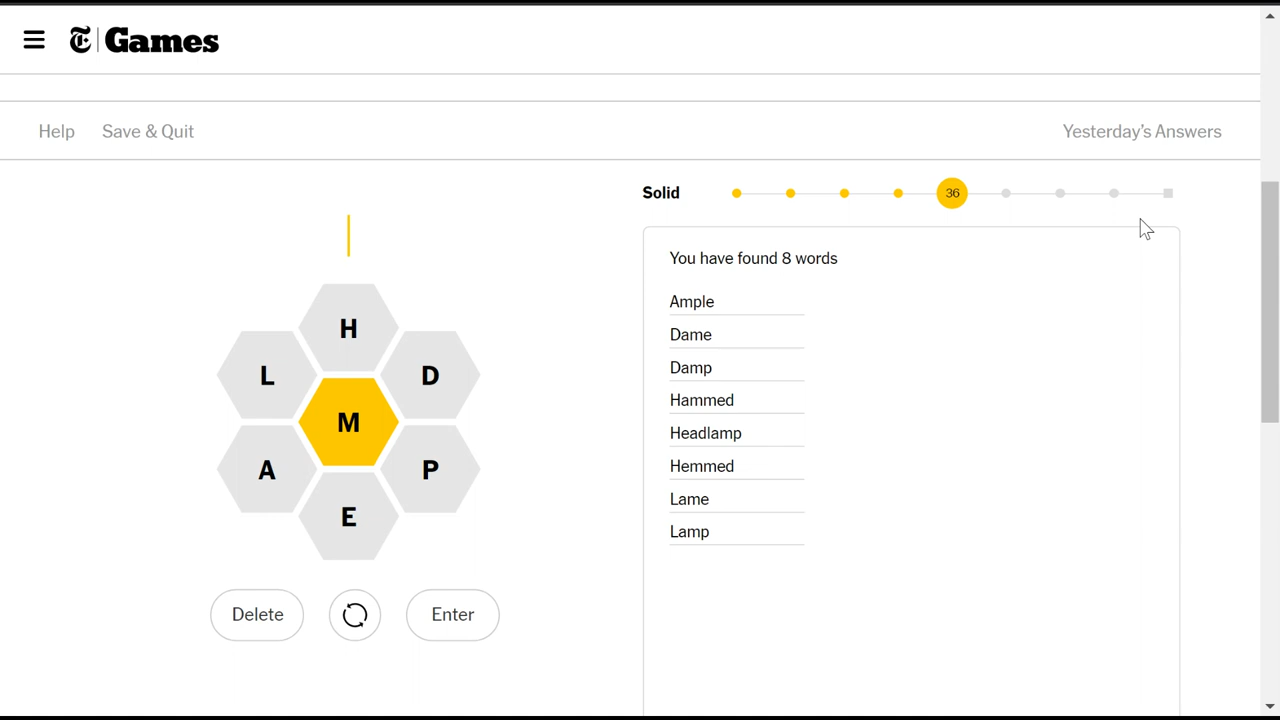 Games
Help Save & Quit Yesterday's Answers
Solid 36
You have found 8 words
Ample
Dame
Damp
Hammed
Headlamp
Hemmed
Lame
Lamp
H
L D
M
A P
E
Delete Enter